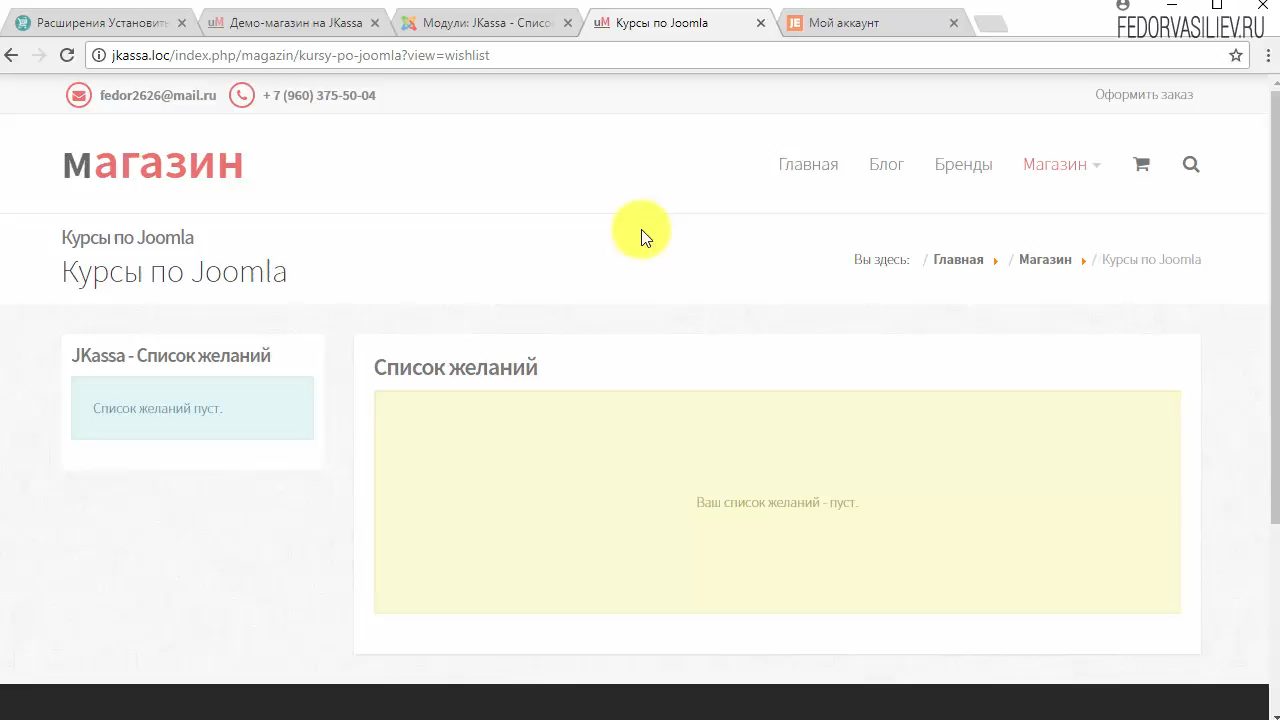 Расширения Установить
Демо-магазин на JKassa
Модули: JKassa - Список
Курсы по Joomla
Мой аккаунт
FEDORVASILIEV.RU
jkassa.loc/index.php/magazin/kursy-po-joomla?view=wishlist
fedor2626@mail.ru
+ 7 (960) 375-50-04
Оформить заказ
магазин
Главная
Блог
Бренды
Магазин
Курсы по Joomla
Курсы по Joomla
Вы здесь: / Главная / Магазин / Курсы по Joomla
JKassa - Список желаний
Список желаний пуст.
Список желаний
Ваш список желаний - пуст.